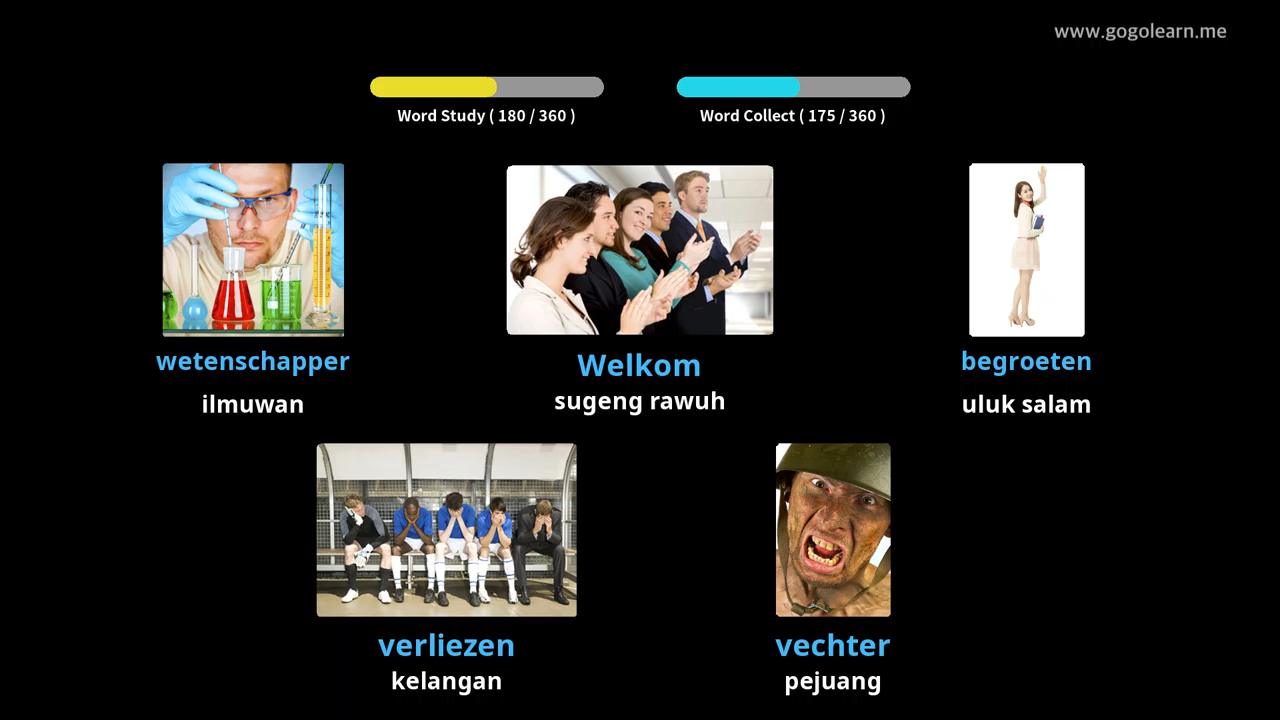 www.gogolearn.me
Word Study ( 180 / 360 )
Word Collect ( 175 / 360 )
wetenschapper
ilmuwan
Welkom
sugeng rawuh
begroeten
uluk salam
verliezen
kelangan
vechter
pejuang